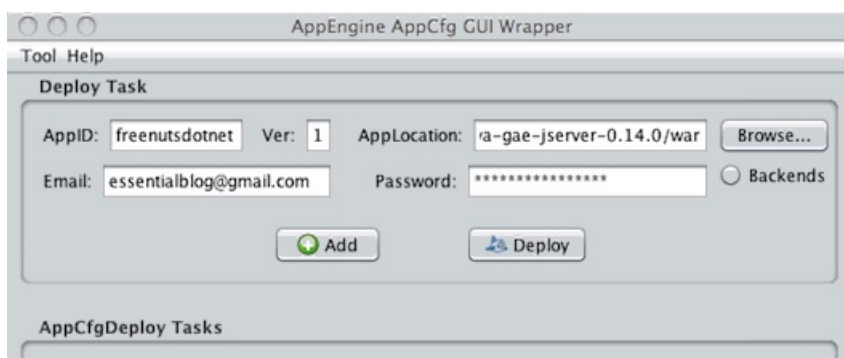 AppEngine AppCfg GUI Wrapper
Tool Help
Deploy Task
AppID: freenutsdotnet Ver: 1 AppLocation: ra-gae-jserver-0.14.0/war Browse...
Email: essentialblog@gmail.com Password: **************** Backends
Add Deploy
AppCfgDeploy Tasks